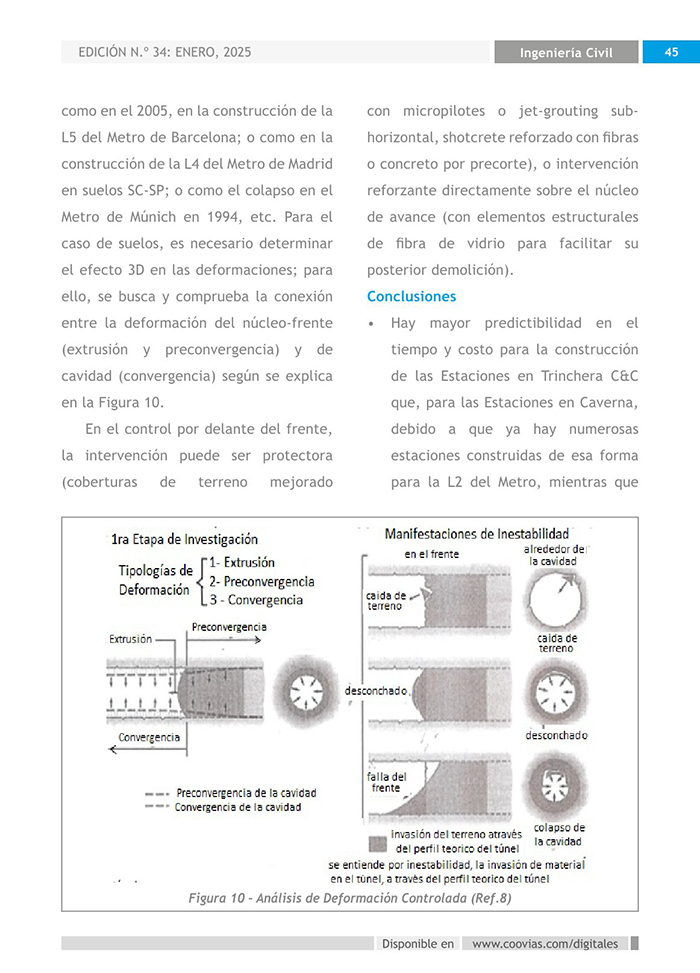 EDICIÓN N.º 34: ENERO, 2025
Ingeniería Civil
45
como en el 2005, en la construcción de la
L5 del Metro de Barcelona; o como en la
construcción de la L4 del Metro de Madrid
en suelos SC-SP; o como el colapso en el
Metro de Múnich en 1994, etc. Para el
caso de suelos, es necesario determinar
el efecto 3D en las deformaciones; para
ello, se busca y comprueba la conexión
entre la deformación del núcleo-frente
(extrusión y preconvergencia) y de
cavidad (convergencia) según se explica
en la Figura 10.
En el control por delante del frente,
la intervención puede ser protectora
(coberturas de terreno mejorado
con micropilotes o jet-grouting sub-
horizontal, shotcrete reforzado con fibras
o concreto por precorte), o intervención
reforzante directamente sobre el núcleo
de avance (con elementos estructurales
de fibra de vidrio para facilitar su
posterior demolición).
Conclusiones
• Hay mayor predictibilidad en el
tiempo y costo para la construcción
de las Estaciones en Trinchera C&C
que, para las Estaciones en Caverna,
debido a que ya hay numerosas
estaciones construidas de esa forma
para la L2 del Metro, mientras que
1ra Etapa de Investigación
Tipologías de
Deformación
1- Extrusión
2- Preconvergencia
3 - Convergencia
Preconvergencia
Extrusión
Convergencia
Preconvergencia de la cavidad
Convergencia de la cavidad
Manifestaciones de Inestabilidad
en el frente
alrededor de
la cavidad
caida de
terreno
caida de
terreno
desconchado
desconchado
falla del
frente
colapso de
la cavidad
Invasión del terreno através
del perfil teorico del túnel
se entiende por inestabilidad, la invasión de material
en el túnel, a través del perfil teorico del túnel
Figura 10 - Análisis de Deformación Controlada (Ref.8)
Disponible en
www.coovias.com/digitales